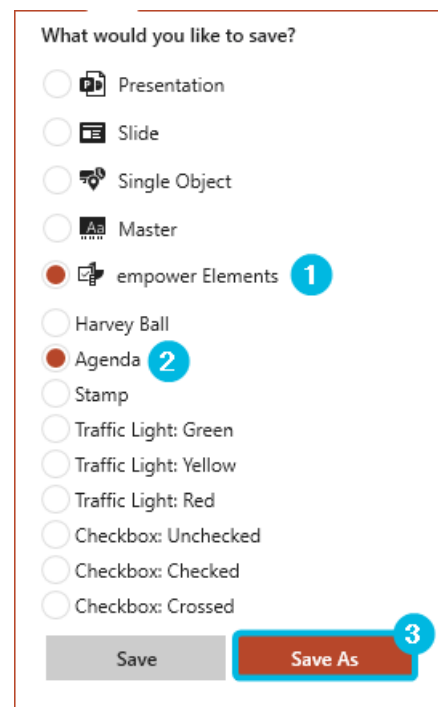 What would you like to save?
Presentation
Slide
Single Object
Aa Master
empower Elements 1
Harvey Ball
Agenda 2
Stamp
Traffic Light: Green
Traffic Light: Yellow
Traffic Light: Red
Checkbox: Unchecked
Checkbox: Checked
Checkbox: Crossed
3
Save Save As